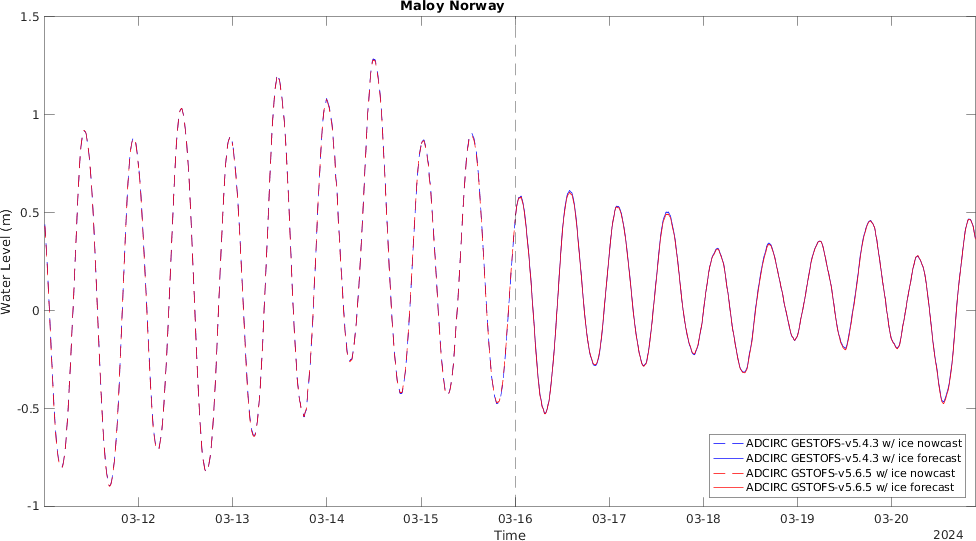 Maloy Norway
1.5
1
0.5
0
-0.5
-1
Water Level (m)
ADCIRC GESTOFS-v5.4.3 w/ ice nowcast
ADCIRC GESTOFS-v5.4.3 w/ ice forecast
ADCIRC GSTOFS-v5.6.5 w/ ice nowcast
ADCIRC GSTOFS-v5.6.5 w/ ice forecast
03-12 03-13 03-14 03-15 03-16 03-17 03-18 03-19 03-20
Time
2024